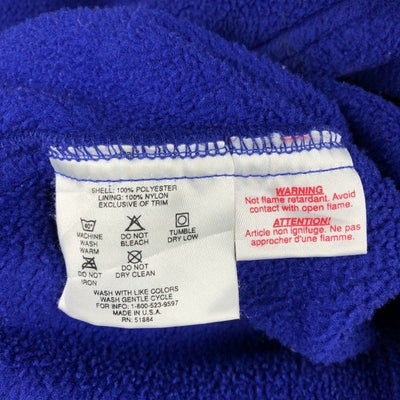 SHELL: 100% POLYESTER
LINING: 100% NYLON
EXCLUSIVE OF TRIM
40°
MACHINE WASH WARM
DO NOT BLEACH
TUMBLE DRY LOW
DO NOT IRON
DO NOT DRY CLEAN
WASH WITH LIKE COLORS
WASH GENTLE CYCLE
FOR INFO: 1-800-523-9597
MADE IN U.S.A.
RN: 51884
WARNING
Not flame retardant. Avoid
contact with open flame.
ATTENTION!
Article non ignifuge. Ne pas
approcher d'une flamme.